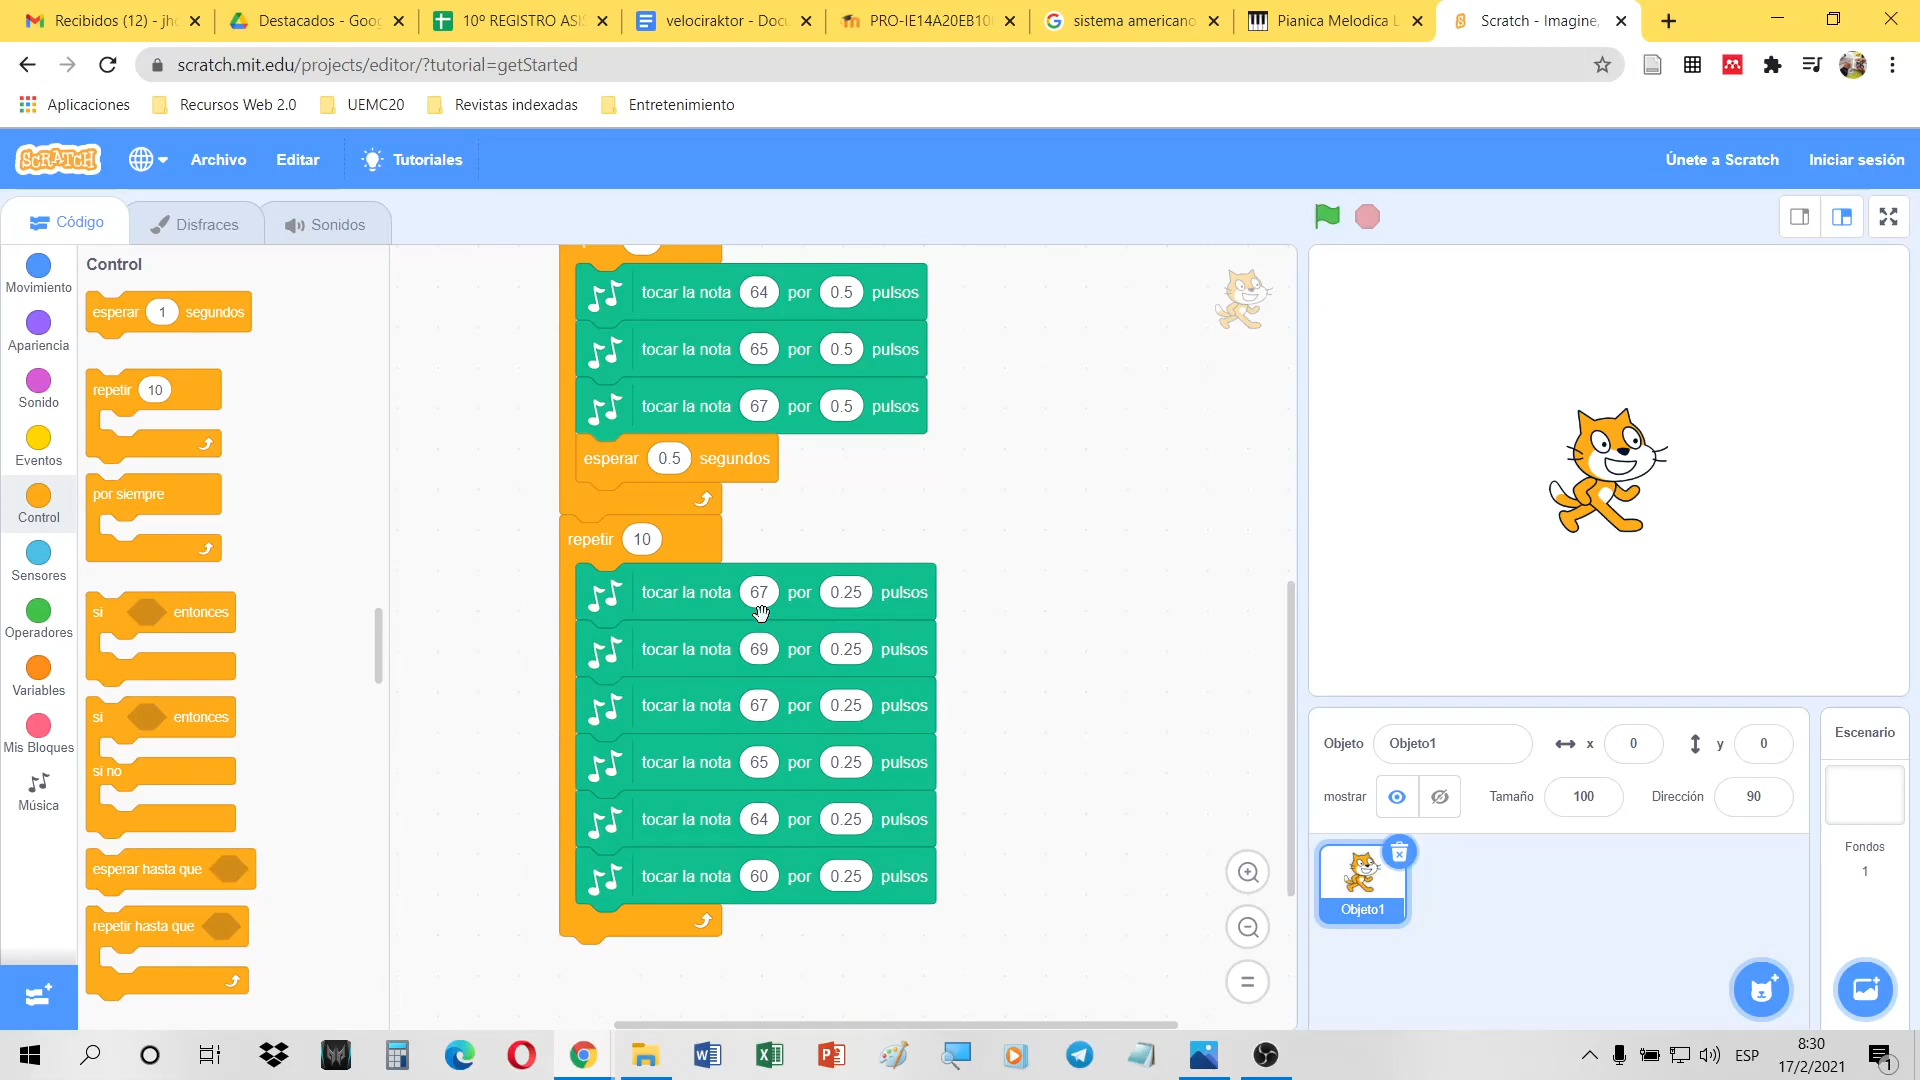 Recibidos (12) - jh
Destacados - Goog
10º REGISTRO ASI
velociraktor - Docu
PRO-IE14A20EB10
sistema americano
Pianica Melodica L
Scratch - Imagine,
scratch.mit.edu/projects/editor/?tutorial=getStarted
Aplicaciones
Recursos Web 2.0
UEMC20
Revistas indexadas
Entretenimiento
SCRATCH
Archivo
Editar
Tutoriales
Únete a Scratch
Iniciar sesión
Código
Disfraces
Sonidos
Movimiento
Apariencia
Sonido
Eventos
Control
Sensores
Operadores
Variables
Mis Bloques
Música
Control
esperar 1 segundos
repetir 10
por siempre
si entonces
si entonces
si no
esperar hasta que
repetir hasta que
tocar la nota 64 por 0.5 pulsos
tocar la nota 65 por 0.5 pulsos
tocar la nota 67 por 0.5 pulsos
esperar 0.5 segundos
repetir 10
tocar la nota 67 por 0.25 pulsos
tocar la nota 69 por 0.25 pulsos
tocar la nota 67 por 0.25 pulsos
tocar la nota 65 por 0.25 pulsos
tocar la nota 64 por 0.25 pulsos
tocar la nota 60 por 0.25 pulsos
Objeto Objeto1 x 0 y 0
mostrar Tamaño 100 Dirección 90
Objeto1
Escenario
Fondos
1
ESP
8:30
17/2/2021
1